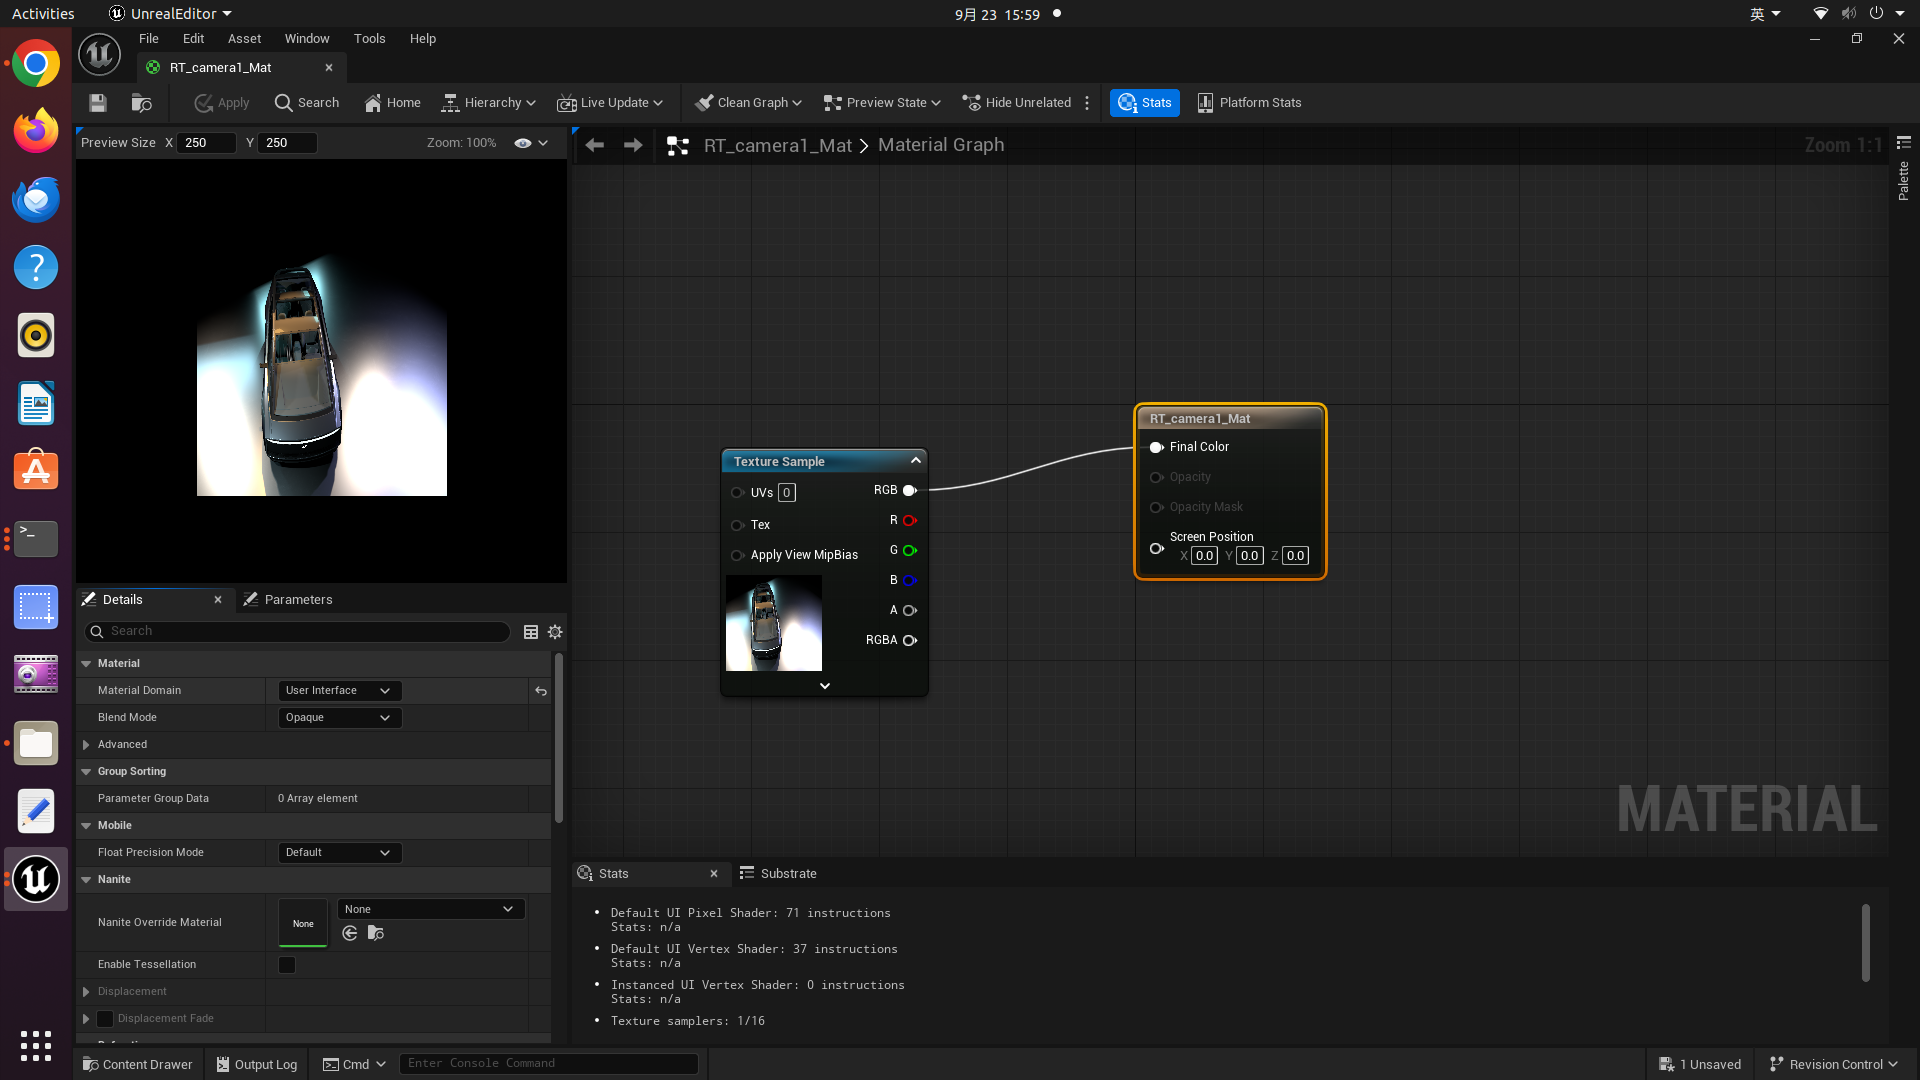 Activities
UnrealEditor
9月 23 15:59
英
File Edit Asset Window Tools Help
RT_camera1_Mat
Apply
Search
Home
Hierarchy
Live Update
Clean Graph
Preview State
Hide Unrelated
Stats
Platform Stats
Preview Size X 250 Y 250 Zoom: 100%
RT_camera1_Mat > Material Graph
Zoom 1:1
Palette
RT_camera1_Mat
Final Color
Opacity
Opacity Mask
Screen Position
X 0.0 Y 0.0 Z 0.0
Texture Sample
UVs 0
RGB
R
Tex
G
Apply View MipBias
B
A
RGBA
MATERIAL
Details
Parameters
Search
Material
Material Domain User Interface
Blend Mode Opaque
Advanced
Group Sorting
Parameter Group Data 0 Array element
Mobile
Float Precision Mode Default
Nanite
Nanite Override Material None None
Enable Tessellation
Displacement
Displacement Fade
Stats
Substrate
• Default UI Pixel Shader: 71 instructions
Stats: n/a
• Default UI Vertex Shader: 37 instructions
Stats: n/a
• Instanced UI Vertex Shader: 0 instructions
Stats: n/a
• Texture samplers: 1/16
Content Drawer
Output Log
Cmd
Enter Console Command
1 Unsaved
Revision Control